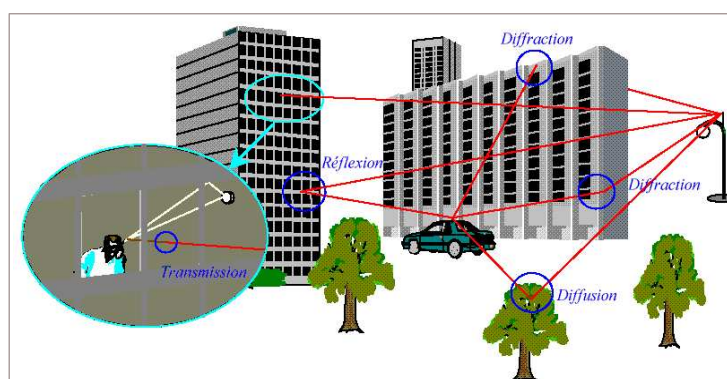 Diffraction
Réflexion
Diffraction
Transmission
Diffusion